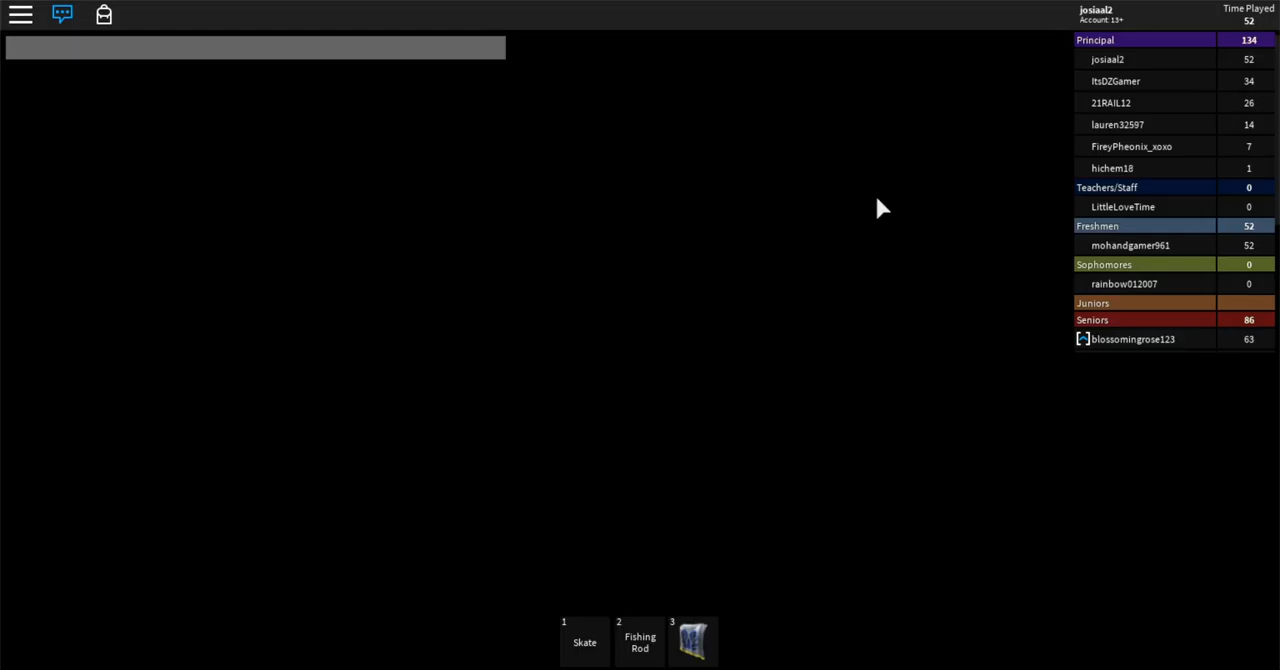 josiaal2
Account: 13+
Time Played
52
Principal 134
josiaal2 52
ItsDZGamer 34
21RAIL12 26
lauren32597 14
FireyPheonix_xoxo 7
hichem18 1
Teachers/Staff 0
LittleLoveTime 0
Freshmen 52
mohandgamer961 52
Sophomores 0
rainbow012007 0
Juniors
Seniors 86
blossomingrose123 63
1
Skate
2
Fishing
Rod
3